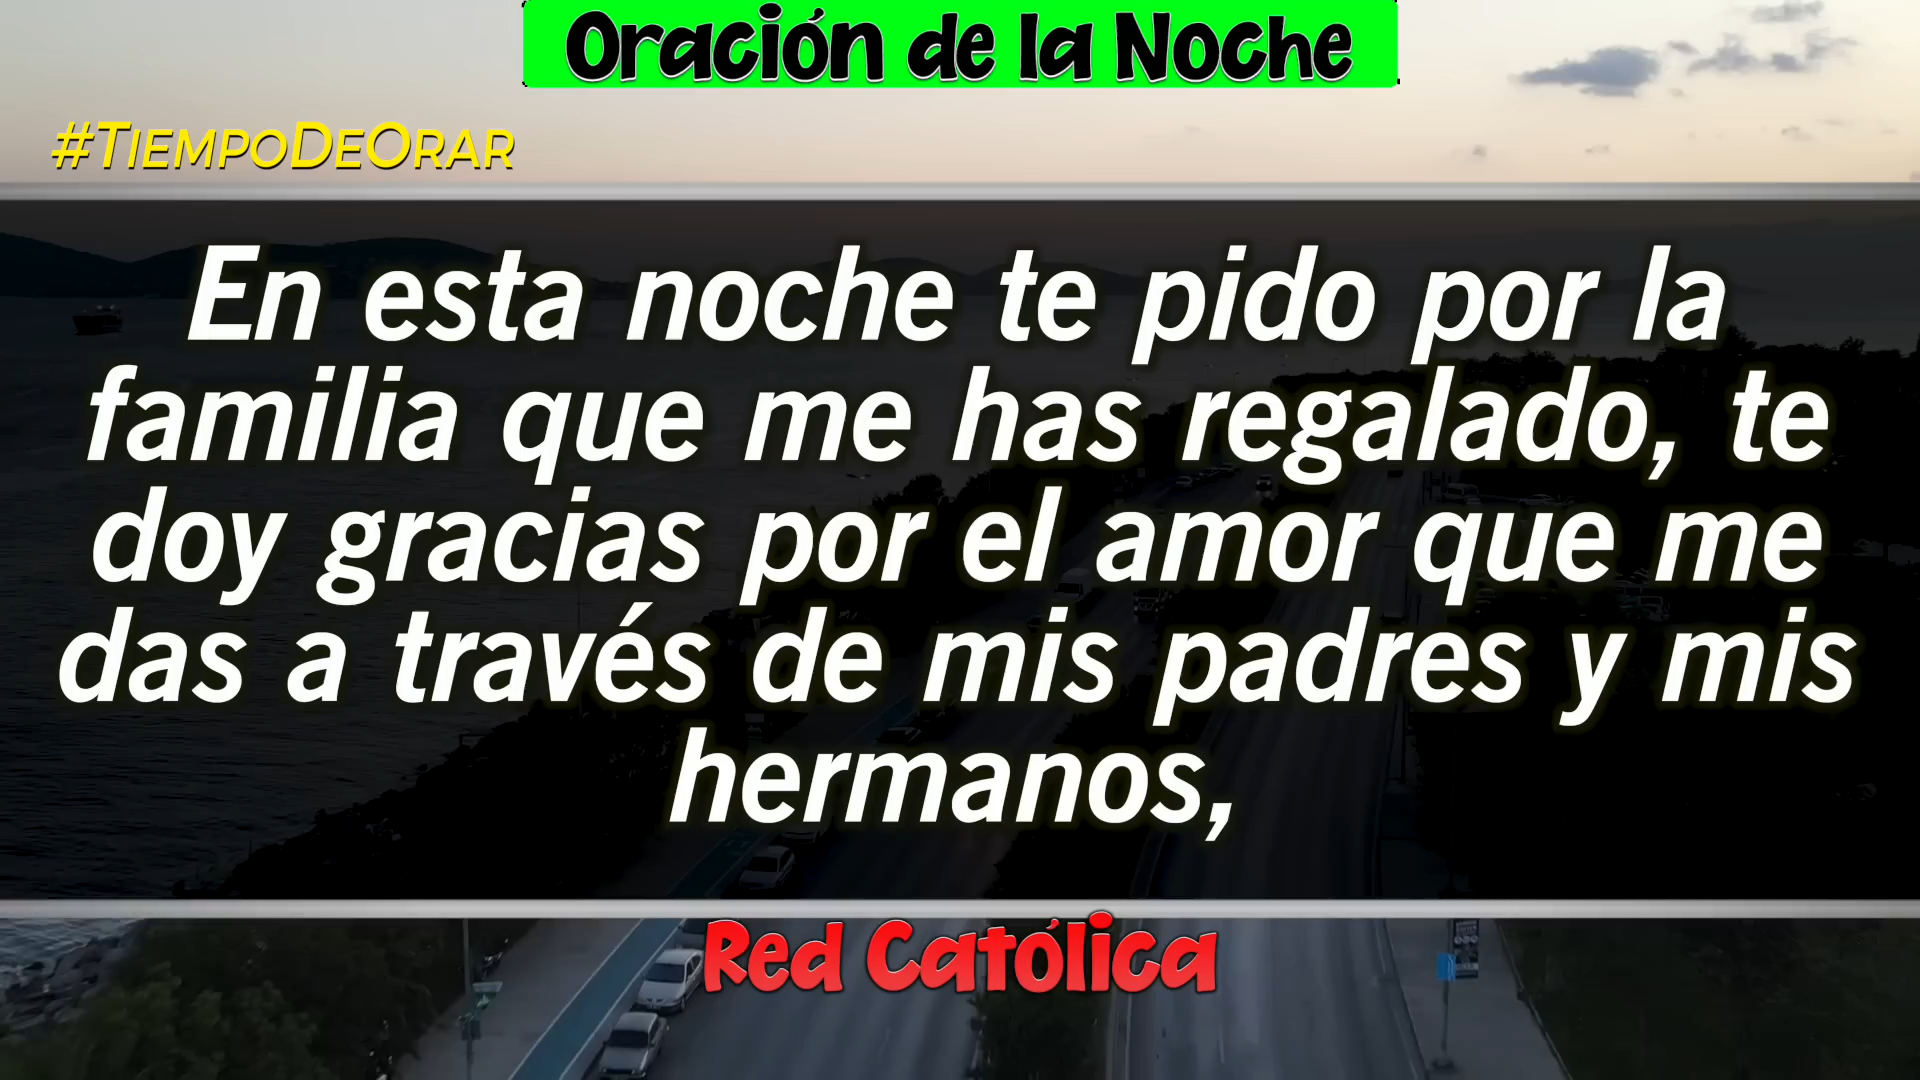 Oración de la Noche
#TiempoDeOrar
En esta noche te pido por la
familia que me has regalado, te
doy gracias por el amor que me
das a través de mis padres y mis
hermanos,
Red Católica